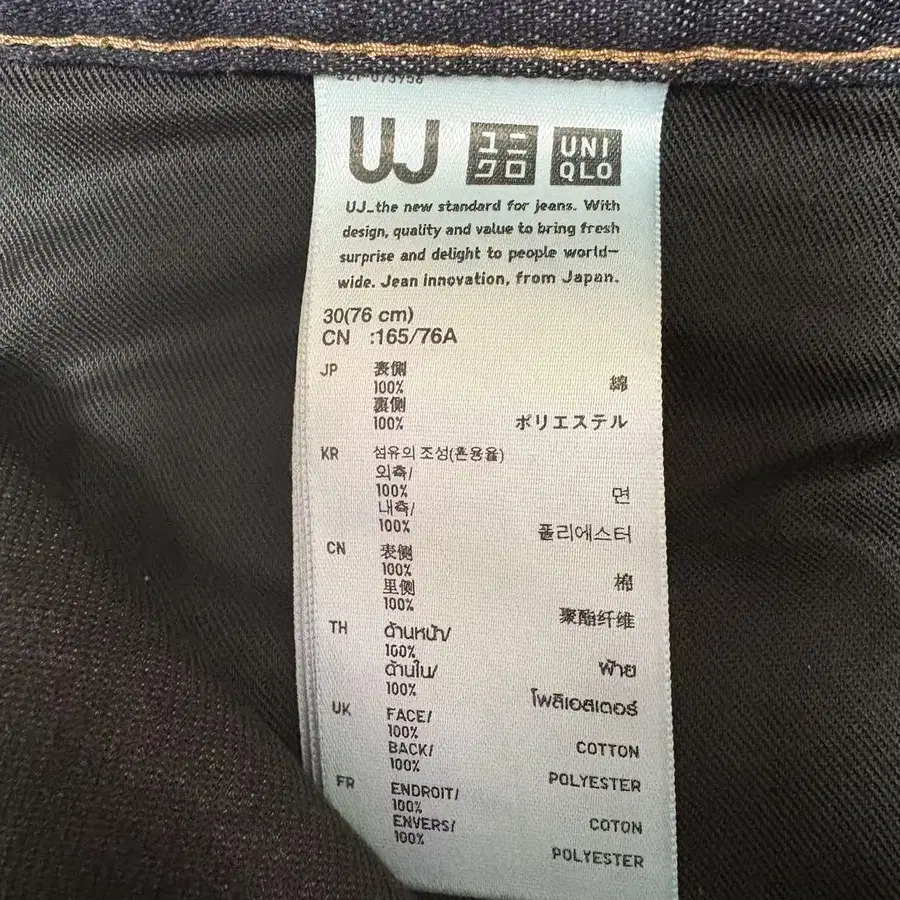 321-073956
UJ ユニクロ UNIQLO
UJ_the new standard for jeans. With
design, quality and value to bring fresh
surprise and delight to people world-
wide. Jean innovation, from Japan.
30(76 cm)
CN :165/76A
JP 表側
100% 綿
裏側
100% ポリエステル
KR 섬유의 조성(혼용율)
외측/
100% 면
내측/
100% 폴리에스터
CN 表侧
100% 棉
里侧
100% 聚酯纤维
TH ด้านหน้า/
100% ฝ้าย
ด้านใน/
100% โพลิเอสเตอร์
UK FACE/
100% COTTON
BACK/
100% POLYESTER
FR ENDROIT/
100% COTON
ENVERS/
100% POLYESTER